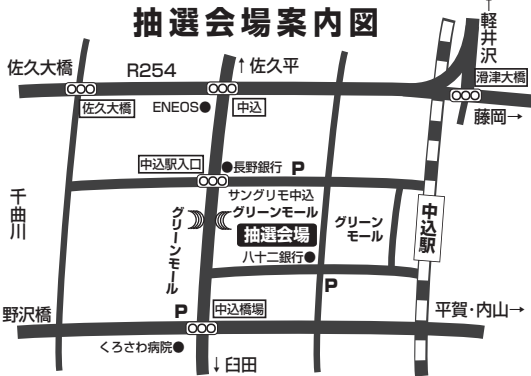 抽選会場案内図
↑軽井沢
佐久大橋
R254
↑佐久平
滑津大橋
佐久大橋
ENEOS●
中込
藤岡→
中込駅入口
●長野銀行
P
サングリモ中込
グリーンモール
千曲川
グリーンモール
抽選会場
グリーン
モール
中込駅
八十二銀行●
P
P
野沢橋
中込橋場
平賀・内山→
くろさわ病院●
↓臼田